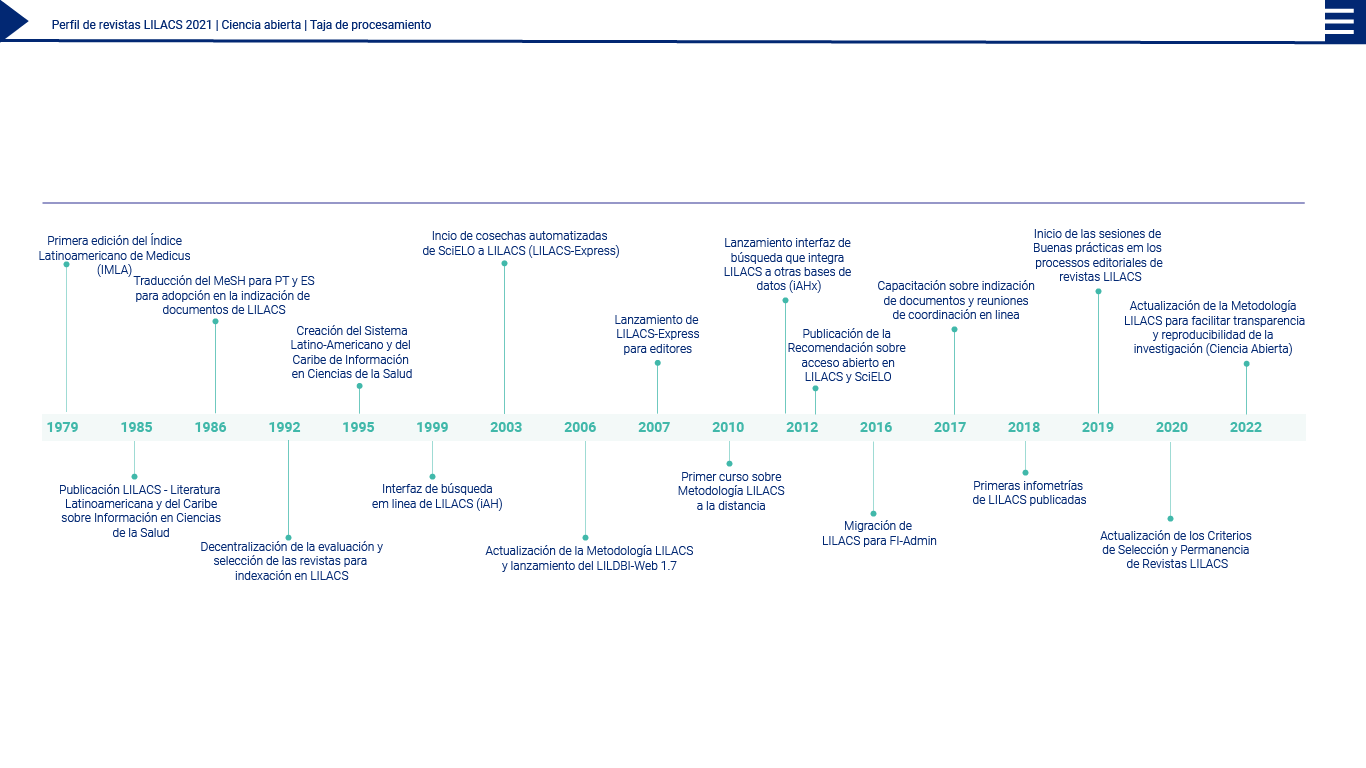 Perfil de revistas LILACS 2021 | Ciencia abierta | Taja de procesamiento
Primera edición del Índice
Latinoamericano de Medicus
(IMLA)
Traducción del MeSH para PT y ES
para adopción en la indización de
documentos de LILACS
Creación del Sistema
Latino-Americano y del
Caribe de Información
en Ciencias de la Salud
Incio de cosechas automatizadas
de SciELO a LILACS (LILACS-Express)
Lanzamiento de
LILACS-Express
para editores
Lanzamiento interfaz de
búsqueda que integra
LILACS a otras bases de
datos (iAHx)
Publicación de la
Recomendación sobre
acceso abierto en
LILACS y SciELO
Capacitación sobre indización
de documentos y reuniones
de coordinación en linea
Inicio de las sesiones de
Buenas prácticas em los
processos editoriales de
revistas LILACS
Actualización de la Metodología
LILACS para facilitar transparencia
y reproducibilidad de la
investigación (Ciencia Abierta)
1979 1985 1986 1992 1995 1999 2003 2006 2007 2010 2012 2016 2017 2018 2019 2020 2022
Publicación LILACS - Literatura
Latinoamericana y del Caribe
sobre Información en Ciencias
de la Salud
Decentralización de la evaluación y
selección de las revistas para
indexación en LILACS
Interfaz de búsqueda
em linea de LILACS (iAH)
Actualización de la Metodología LILACS
y lanzamiento del LILDBI-Web 1.7
Primer curso sobre
Metodología LILACS
a la distancia
Migración de
LILACS para FI-Admin
Primeras infometrías
de LILACS publicadas
Actualización de los Criterios
de Selección y Permanencia
de Revistas LILACS